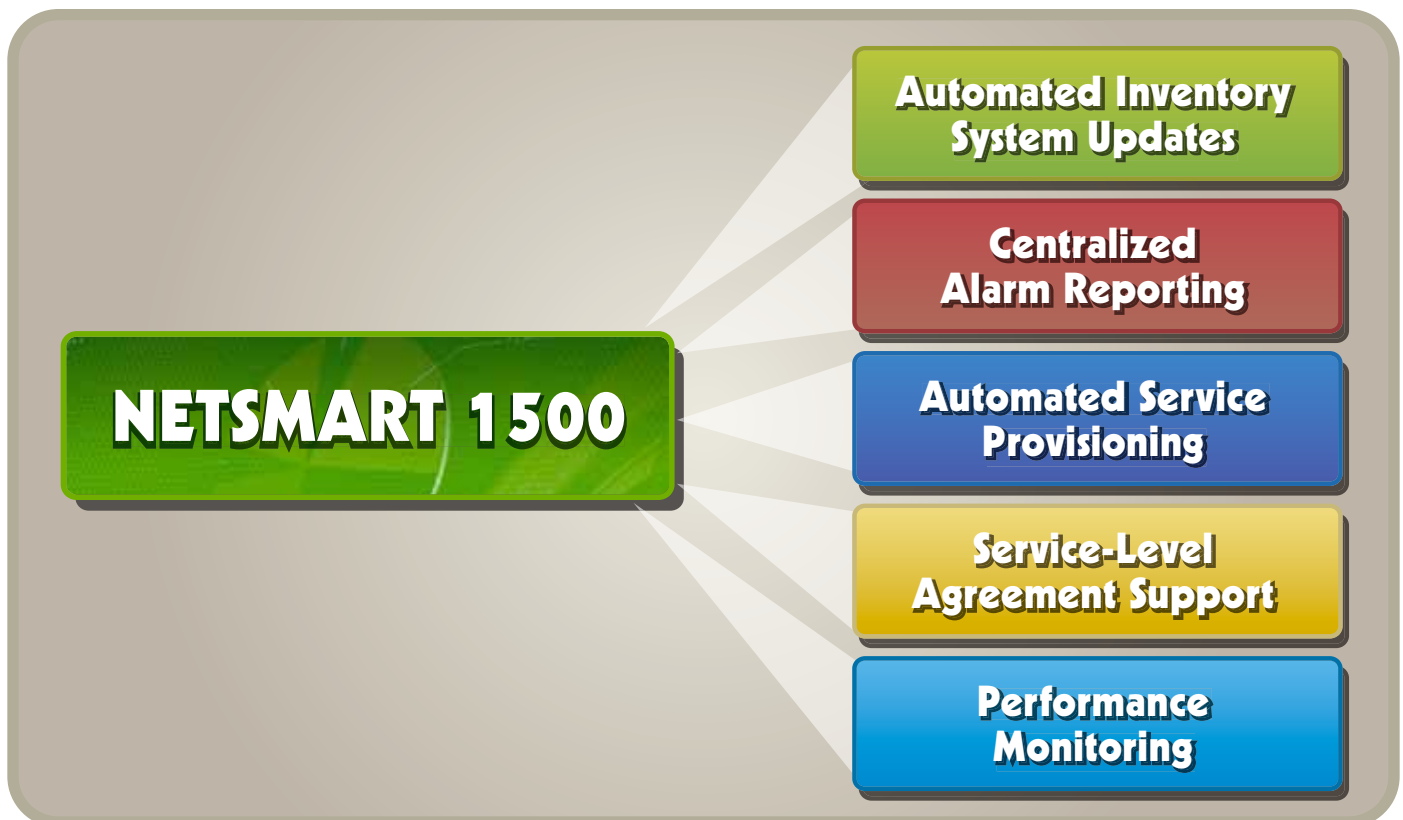 NETSMART 1500
Automated Inventory
System Updates
Centralized
Alarm Reporting
Automated Service
Provisioning
Service-Level
Agreement Support
Performance
Monitoring